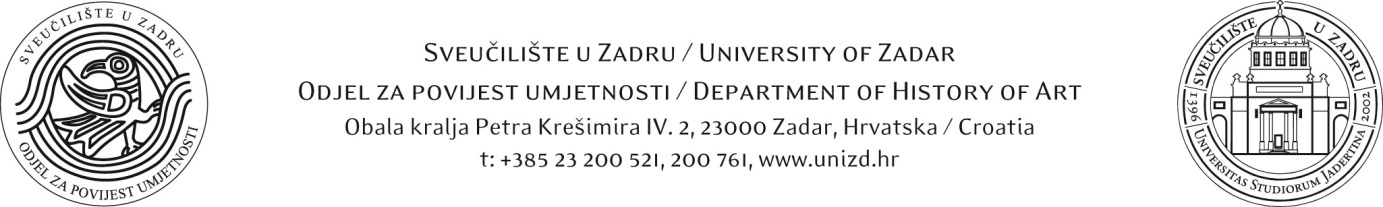 SVEUČILIŠTE U ZADRU
ODJEL ZA POVIJEST UMJETNOSTI
SVEUČILIŠTE U ZADRU / UNIVERSITY OF ZADAR
ODJEL ZA POVIJEST UMJETNOSTI / DEPARTMENT OF HISTORY OF ART
Obala kralja Petra Krešimira IV. 2, 23000 Zadar, Hrvatska / Croatia
t: +385 23 200 521, 200 761, www.unizd.hr
SVEUČILIŠTE U ZADRU
1396
2002
UNIVERSITAS STUDIORUM JADERTINA